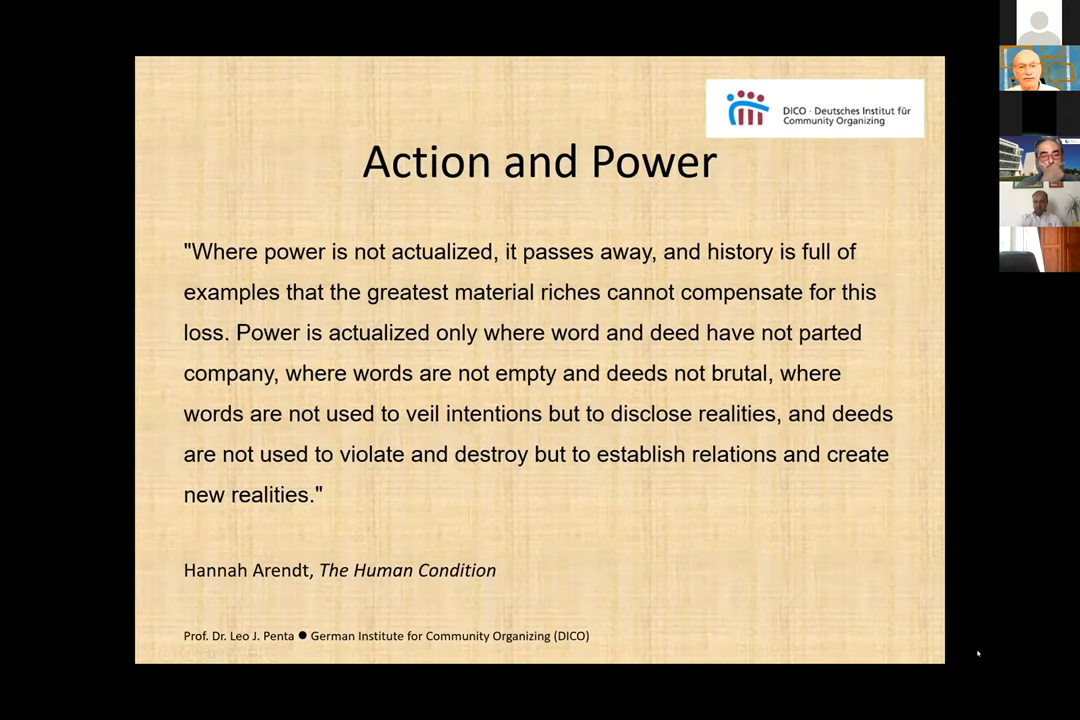 DICO · Deutsches Institut für
Community Organizing
Action and Power
"Where power is not actualized, it passes away, and history is full of
examples that the greatest material riches cannot compensate for this
loss. Power is actualized only where word and deed have not parted
company, where words are not empty and deeds not brutal, where
words are not used to veil intentions but to disclose realities, and deeds
are not used to violate and destroy but to establish relations and create
new realities."
Hannah Arendt, The Human Condition
Prof. Dr. Leo J. Penta ● German Institute for Community Organizing (DICO)